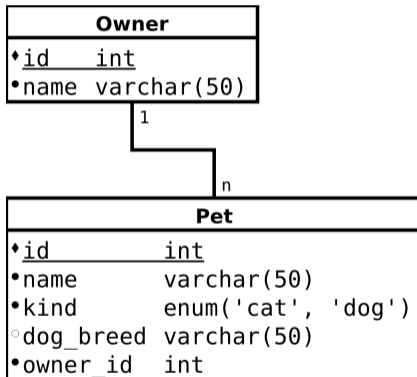 Owner
id int
name varchar(50)
1
n
Pet
id int
name varchar(50)
kind enum('cat', 'dog')
dog_breed varchar(50)
owner_id int